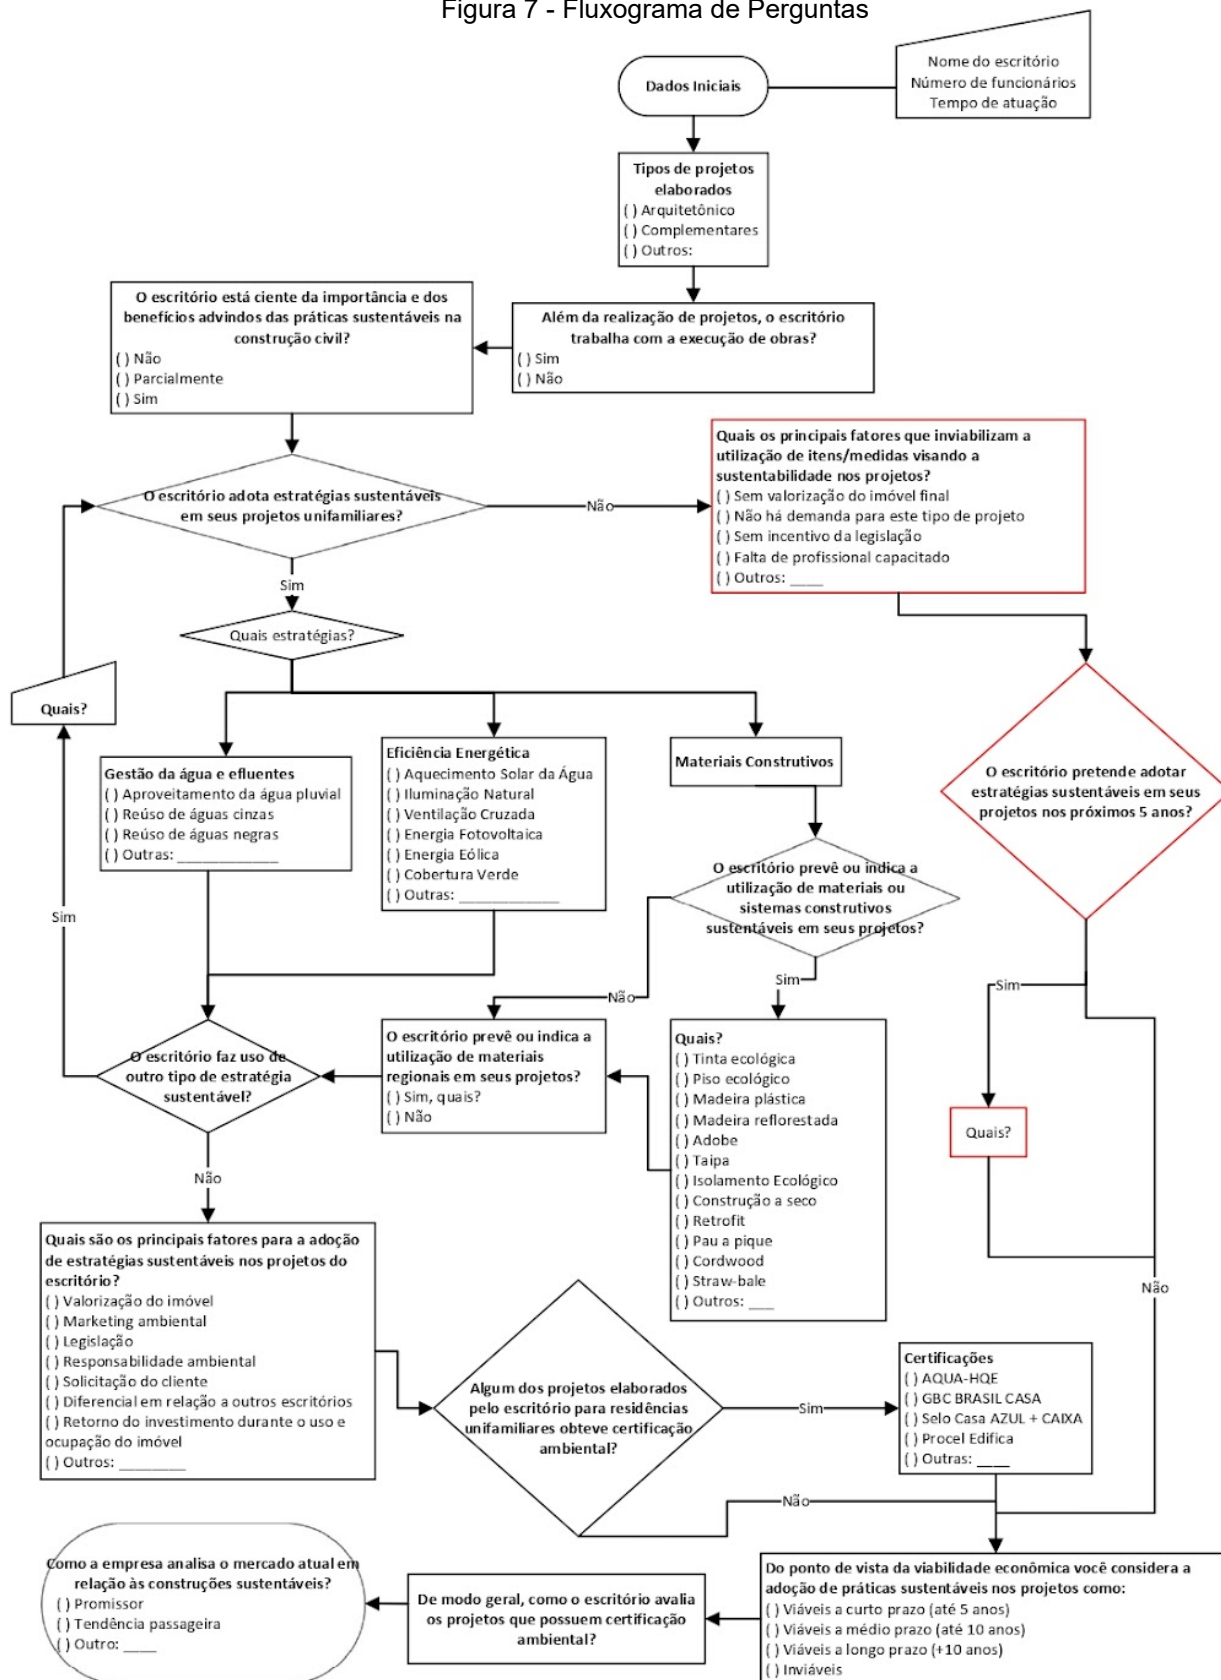 Figura 7 - Fluxograma de Perguntas
Nome do escritório
Número de funcionários
Tempo de atuação
Dados Iniciais
Tipos de projetos
elaborados
( ) Arquitetônico
( ) Complementares
( ) Outros:
Além da realização de projetos, o escritório
trabalha com a execução de obras?
( ) Sim
( ) Não
O escritório está ciente da importância e dos
benefícios advindos das práticas sustentáveis na
construção civil?
( ) Não
( ) Parcialmente
( ) Sim
O escritório adota estratégias sustentáveis
em seus projetos unifamiliares?
Não
Quais os principais fatores que inviabilizam a
utilização de itens/medidas visando a
sustentabilidade nos projetos?
( ) Sem valorização do imóvel final
( ) Não há demanda para este tipo de projeto
( ) Sem incentivo da legislação
( ) Falta de profissional capacitado
( ) Outros: ____
Sim
Quais estratégias?
Quais?
Gestão da água e efluentes
( ) Aproveitamento da água pluvial
( ) Reúso de águas cinzas
( ) Reúso de águas negras
( ) Outras: ____________
Eficiência Energética
( ) Aquecimento Solar da Água
( ) Iluminação Natural
( ) Ventilação Cruzada
( ) Energia Fotovoltaica
( ) Energia Eólica
( ) Cobertura Verde
( ) Outras: ____________
Materiais Construtivos
O escritório pretende adotar
estratégias sustentáveis em seus
projetos nos próximos 5 anos?
O escritório prevê ou indica a
utilização de materiais ou
sistemas construtivos
sustentáveis em seus projetos?
Sim
Sim
Sim
Não
O escritório faz uso de
outro tipo de estratégia
sustentável?
O escritório prevê ou indica a
utilização de materiais
regionais em seus projetos?
( ) Sim, quais?
( ) Não
Quais?
( ) Tinta ecológica
( ) Piso ecológico
( ) Madeira plástica
( ) Madeira reflorestada
( ) Adobe
( ) Taipa
( ) Isolamento Ecológico
( ) Construção a seco
( ) Retrofit
( ) Pau a pique
( ) Cordwood
( ) Straw-bale
( ) Outros: ___
Quais?
Não
Não
Quais são os principais fatores para a adoção
de estratégias sustentáveis nos projetos do
escritório?
( ) Valorização do imóvel
( ) Marketing ambiental
( ) Legislação
( ) Responsabilidade ambiental
( ) Solicitação do cliente
( ) Diferencial em relação a outros escritórios
( ) Retorno do investimento durante o uso e
ocupação do imóvel
( ) Outros: ________
Algum dos projetos elaborados
pelo escritório para residências
unifamiliares obteve certificação
ambiental?
Sim
Certificações
( ) AQUA-HQE
( ) GBC BRASIL CASA
( ) Selo Casa AZUL + CAIXA
( ) Procel Edifica
( ) Outras: ____
Não
Do ponto de vista da viabilidade econômica você considera a
adoção de práticas sustentáveis nos projetos como:
( ) Viáveis a curto prazo (até 5 anos)
( ) Viáveis a médio prazo (até 10 anos)
( ) Viáveis a longo prazo (+10 anos)
( ) Inviáveis
De modo geral, como o escritório avalia
os projetos que possuem certificação
ambiental?
Como a empresa analisa o mercado atual em
relação às construções sustentáveis?
( ) Promissor
( ) Tendência passageira
( ) Outro: ____